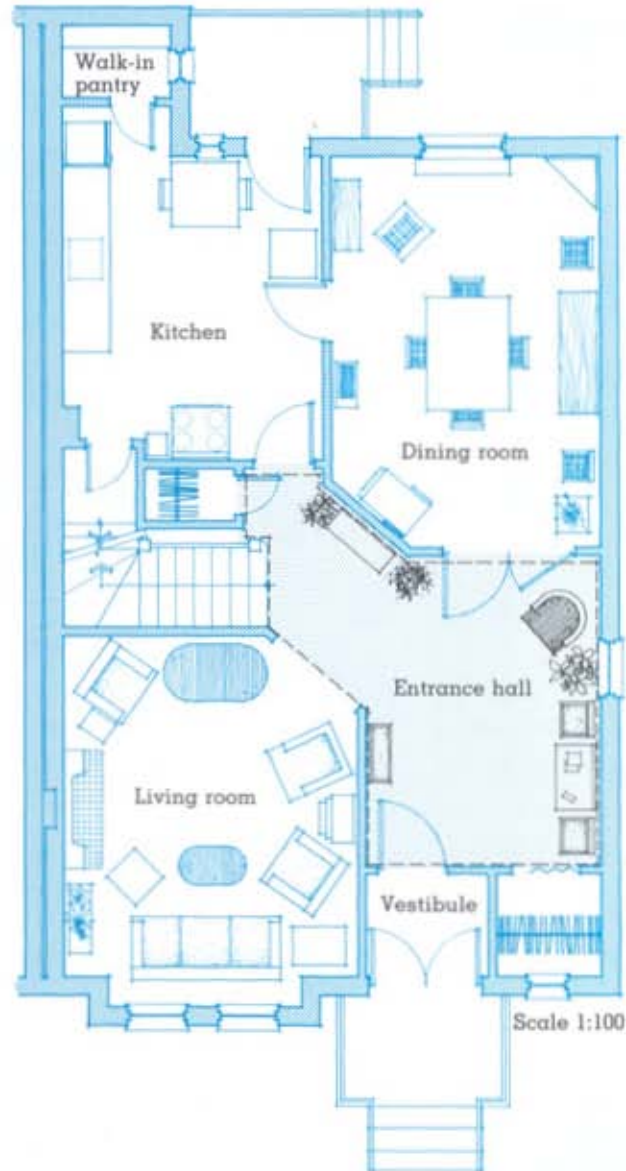 Walk-in
pantry
Kitchen
Dining room
Entrance hall
Living room
Vestibule
Scale 1:100